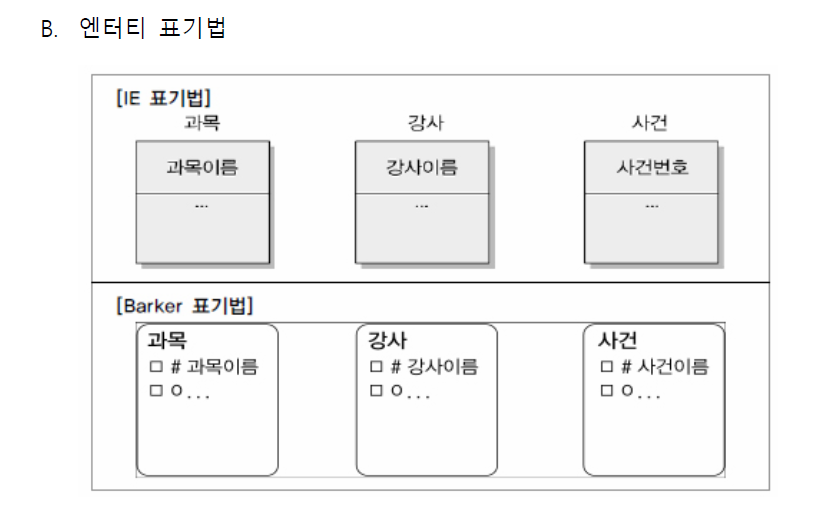 B. 엔터티 표기법
[IE 표기법]
과목 강사 사건
과목이름 강사이름 사건번호
... ... ...
[Barker 표기법]
과목 강사 사건
□ # 과목이름 □ # 강사이름 □ # 사건이름
□ O... □ O... □ O...